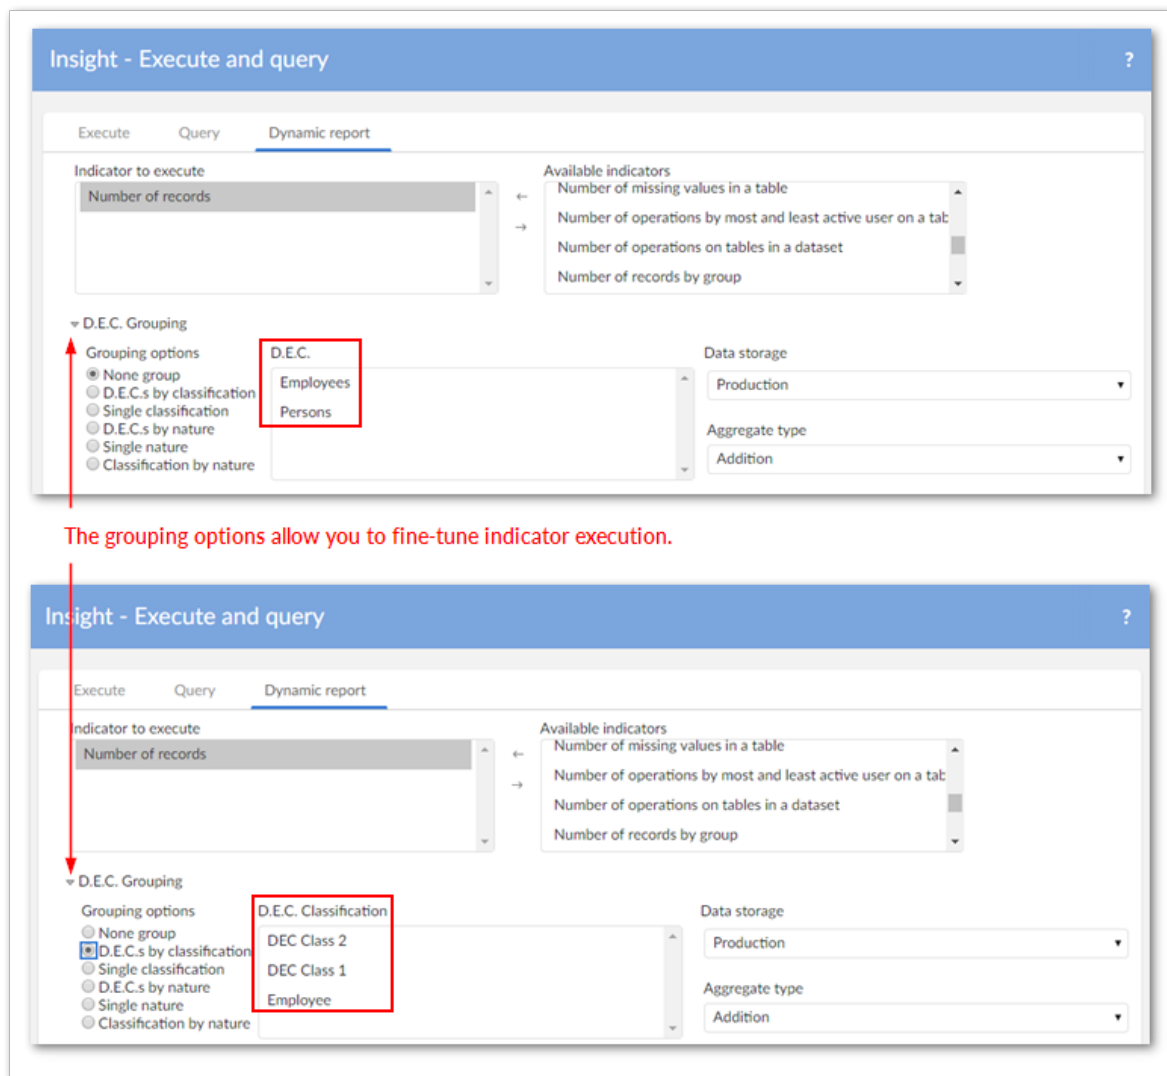 Insight - Execute and query ?
Execute Query Dynamic report
Indicator to execute Available indicators
Number of records Number of missing values in a table
Number of operations by most and least active user on a tab
Number of operations on tables in a dataset
Number of records by group
D.E.C. Grouping
Grouping options D.E.C. Data storage
None group Employees Production
D.E.C.s by classification
Single classification Persons
D.E.C.s by nature Aggregate type
Single nature
Classification by nature Addition
The grouping options allow you to fine-tune indicator execution.
Insight - Execute and query ?
Execute Query Dynamic report
Indicator to execute Available indicators
Number of records Number of missing values in a table
Number of operations by most and least active user on a tab
Number of operations on tables in a dataset
Number of records by group
D.E.C. Grouping
Grouping options D.E.C. Classification Data storage
None group DEC Class 2 Production
D.E.C.s by classification
Single classification DEC Class 1
D.E.C.s by nature Aggregate type
Single nature Employee
Classification by nature Addition